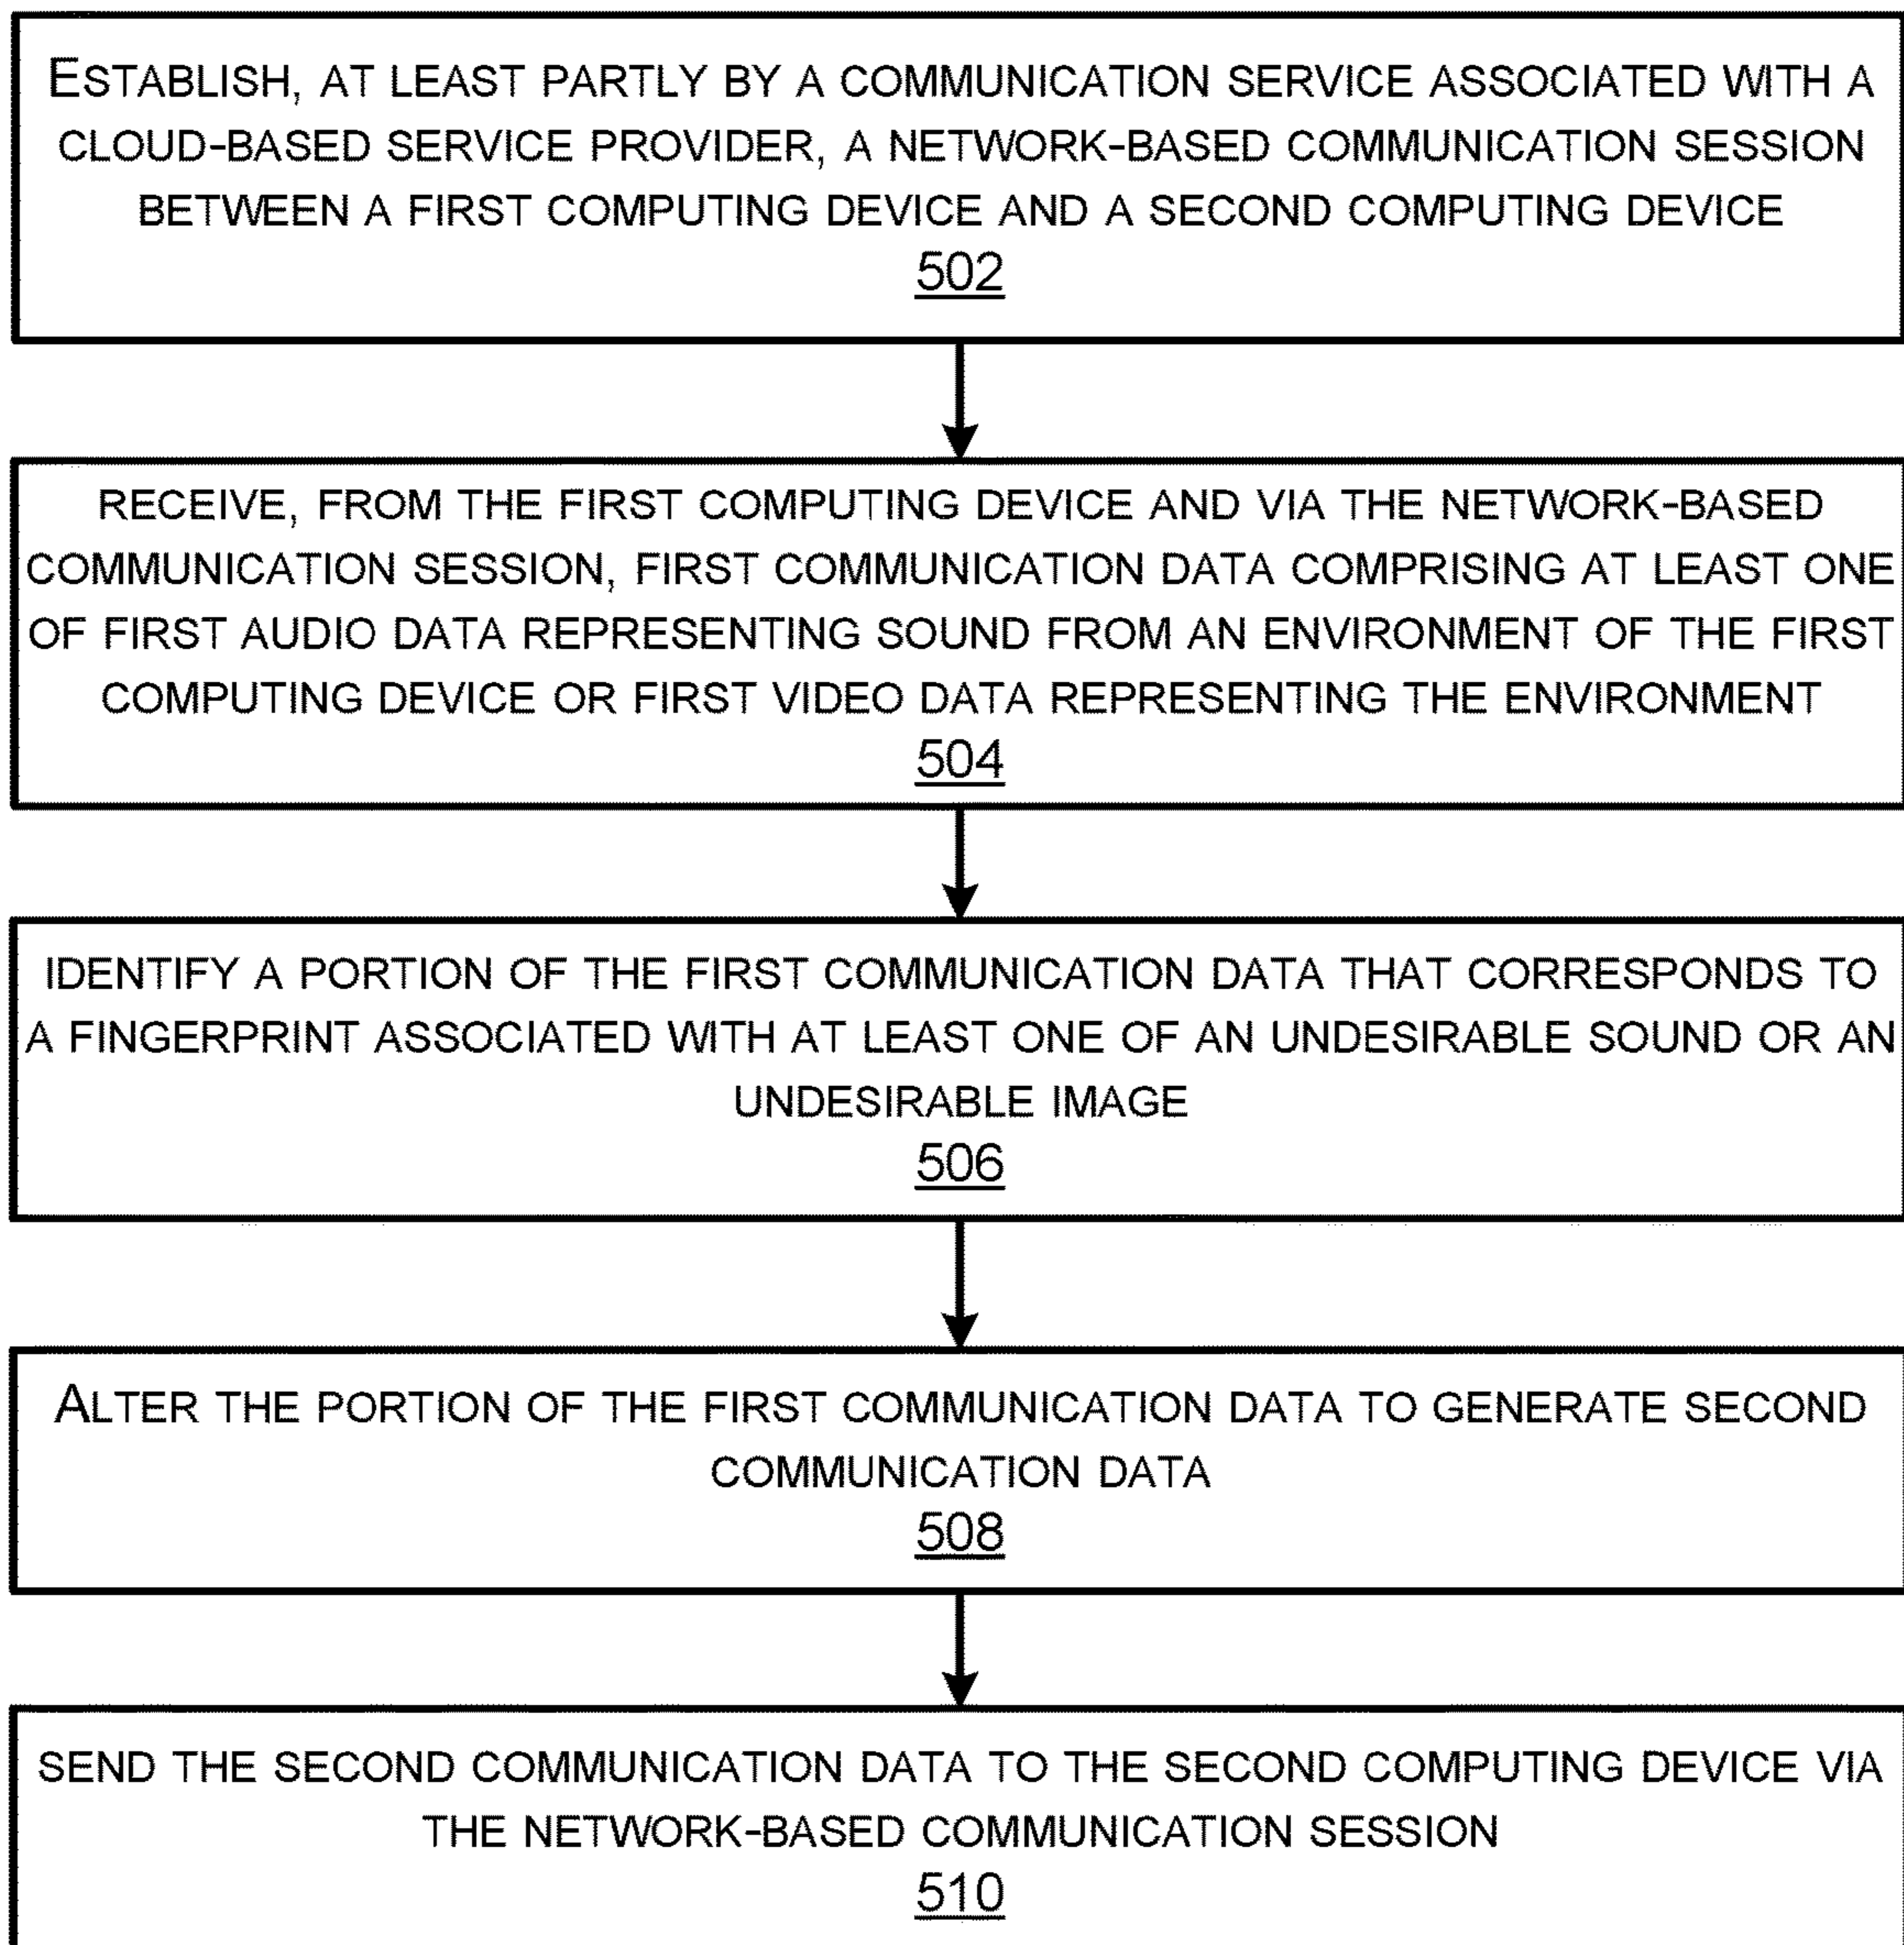 ESTABLISH, AT LEAST PARTLY BY A COMMUNICATION SERVICE ASSOCIATED WITH A
CLOUD-BASED SERVICE PROVIDER, A NETWORK-BASED COMMUNICATION SESSION
BETWEEN A FIRST COMPUTING DEVICE AND A SECOND COMPUTING DEVICE
502
RECEIVE, FROM THE FIRST COMPUTING DEVICE AND VIA THE NETWORK-BASED
COMMUNICATION SESSION, FIRST COMMUNICATION DATA COMPRISING AT LEAST ONE
OF FIRST AUDIO DATA REPRESENTING SOUND FROM AN ENVIRONMENT OF THE FIRST
COMPUTING DEVICE OR FIRST VIDEO DATA REPRESENTING THE ENVIRONMENT
504
IDENTIFY A PORTION OF THE FIRST COMMUNICATION DATA THAT CORRESPONDS TO
A FINGERPRINT ASSOCIATED WITH AT LEAST ONE OF AN UNDESIRABLE SOUND OR AN
UNDESIRABLE IMAGE
506
ALTER THE PORTION OF THE FIRST COMMUNICATION DATA TO GENERATE SECOND
COMMUNICATION DATA
508
SEND THE SECOND COMMUNICATION DATA TO THE SECOND COMPUTING DEVICE VIA
THE NETWORK-BASED COMMUNICATION SESSION
510